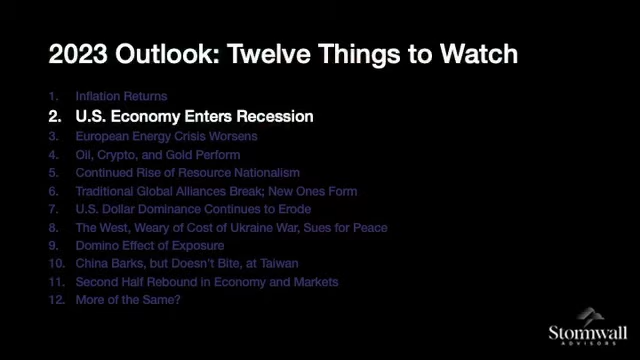 2023 Outlook: Twelve Things to Watch
1. Inflation Returns
2. U.S. Economy Enters Recession
3. European Energy Crisis Worsens
4. Oil, Crypto, and Gold Perform
5. Continued Rise of Resource Nationalism
6. Traditional Global Alliances Break; New Ones Form
7. U.S. Dollar Dominance Continues to Erode
8. The West, Weary of Cost of Ukraine War, Sues for Peace
9. Domino Effect of Exposure
10. China Barks, but Doesn't Bite, at Taiwan
11. Second Half Rebound in Economy and Markets
12. More of the Same?
Stormwall
ADVISORS